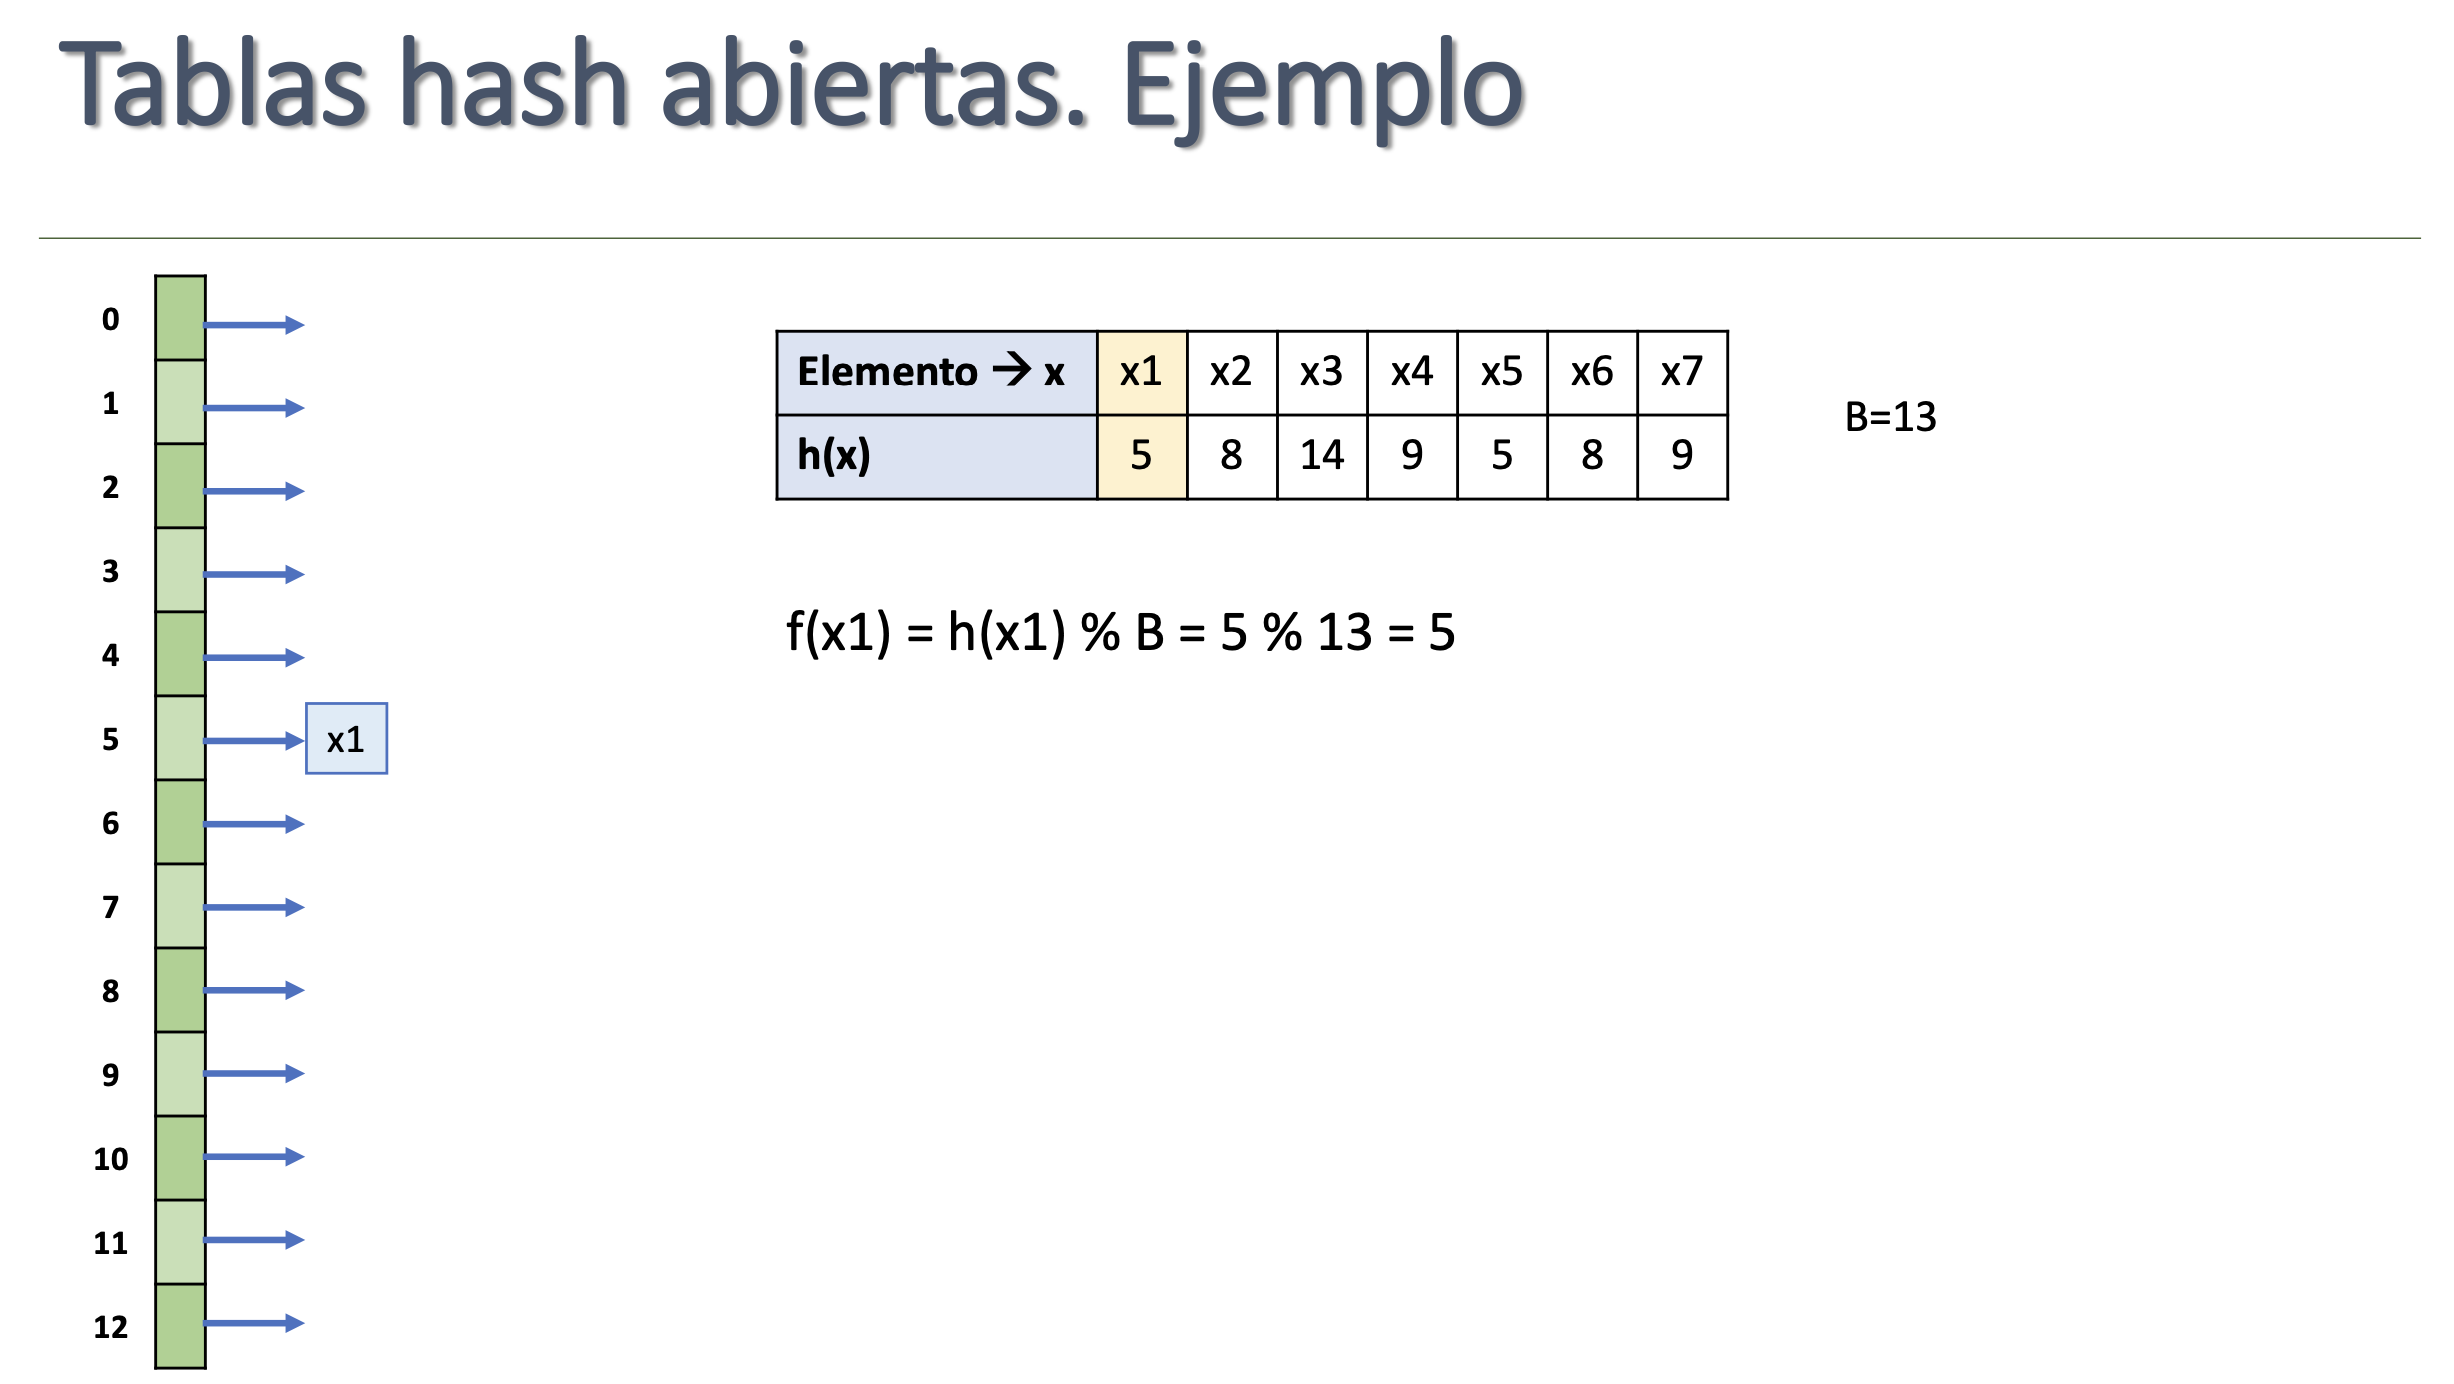 Tablas hash abiertas. Ejemplo
0
1
2
3
4
5 x1
6
7
8
9
10
11
12
Elemento → x x1 x2 x3 x4 x5 x6 x7
h(x) 5 8 14 9 5 8 9
B=13
f(x1) = h(x1) % B = 5 % 13 = 5